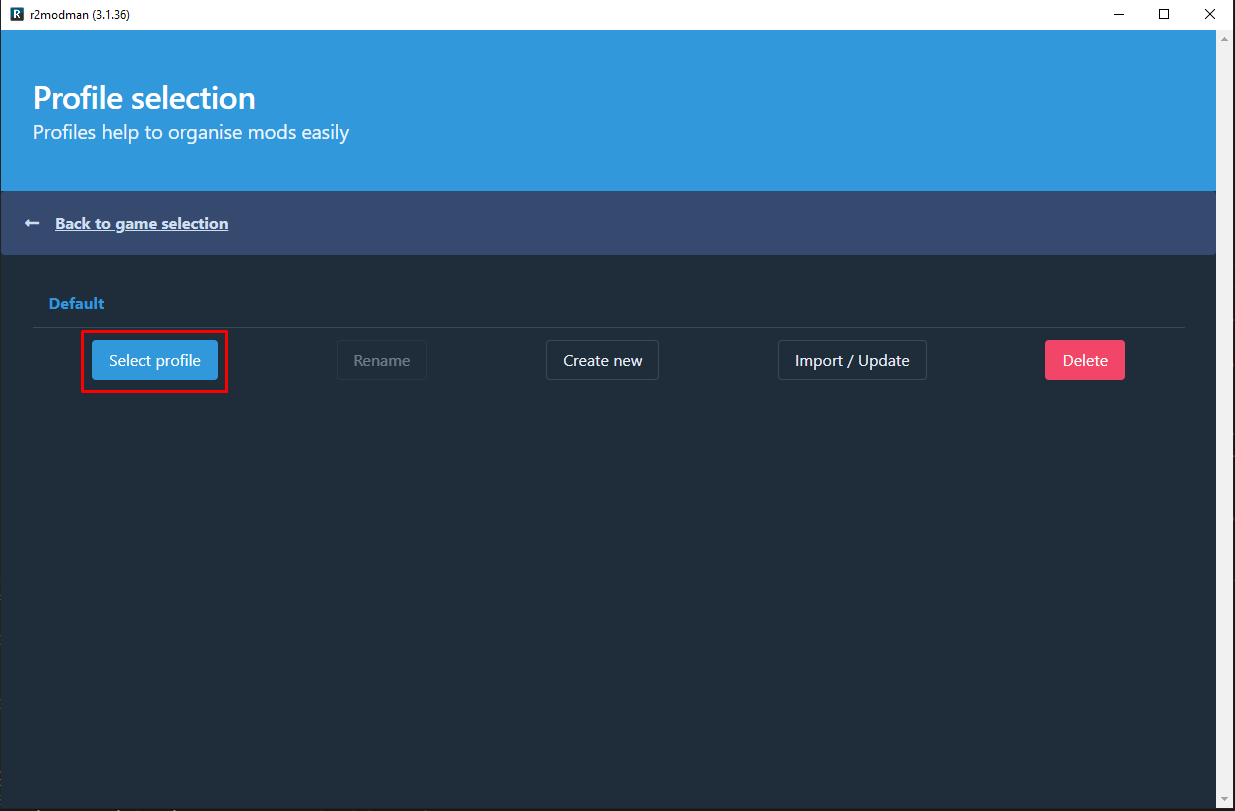 r2modman (3.1.36)
Profile selection
Profiles help to organise mods easily
Back to game selection
Default
Select profile
Rename
Create new
Import / Update
Delete